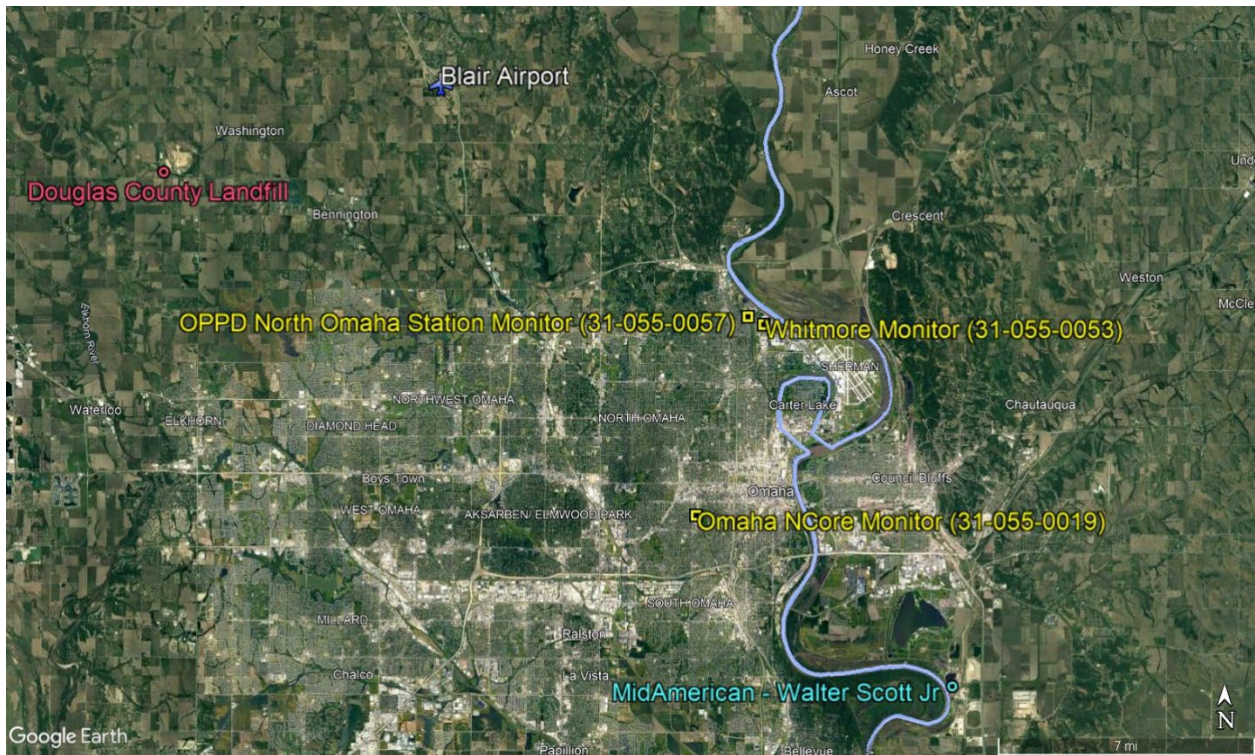 Honey Creek
Blair Airport
Ascot
Washington
Douglas County Landfill
Bennington
Crescent
Weston
Elkhorn River
OPPD North Omaha Station Monitor (31-055-0057)
Whitmore Monitor (31-055-0053)
SHERMAN
NORTHWEST OMAHA
Carter Lake
Chautauqua
Waterloo
ELKHORN
NORTH OMAHA
DIAMOND HEAD
Boys Town
Council Bluffs
Omaha
WEST OMAHA
AKSARBEN/ ELMWOOD PARK
Omaha NCore Monitor (31-055-0019)
SOUTH OMAHA
MILLARD
Ralston
Chalco
La Vista
MidAmerican - Walter Scott Jr
N
Google Earth
7 mi
Papillion
Bellevue